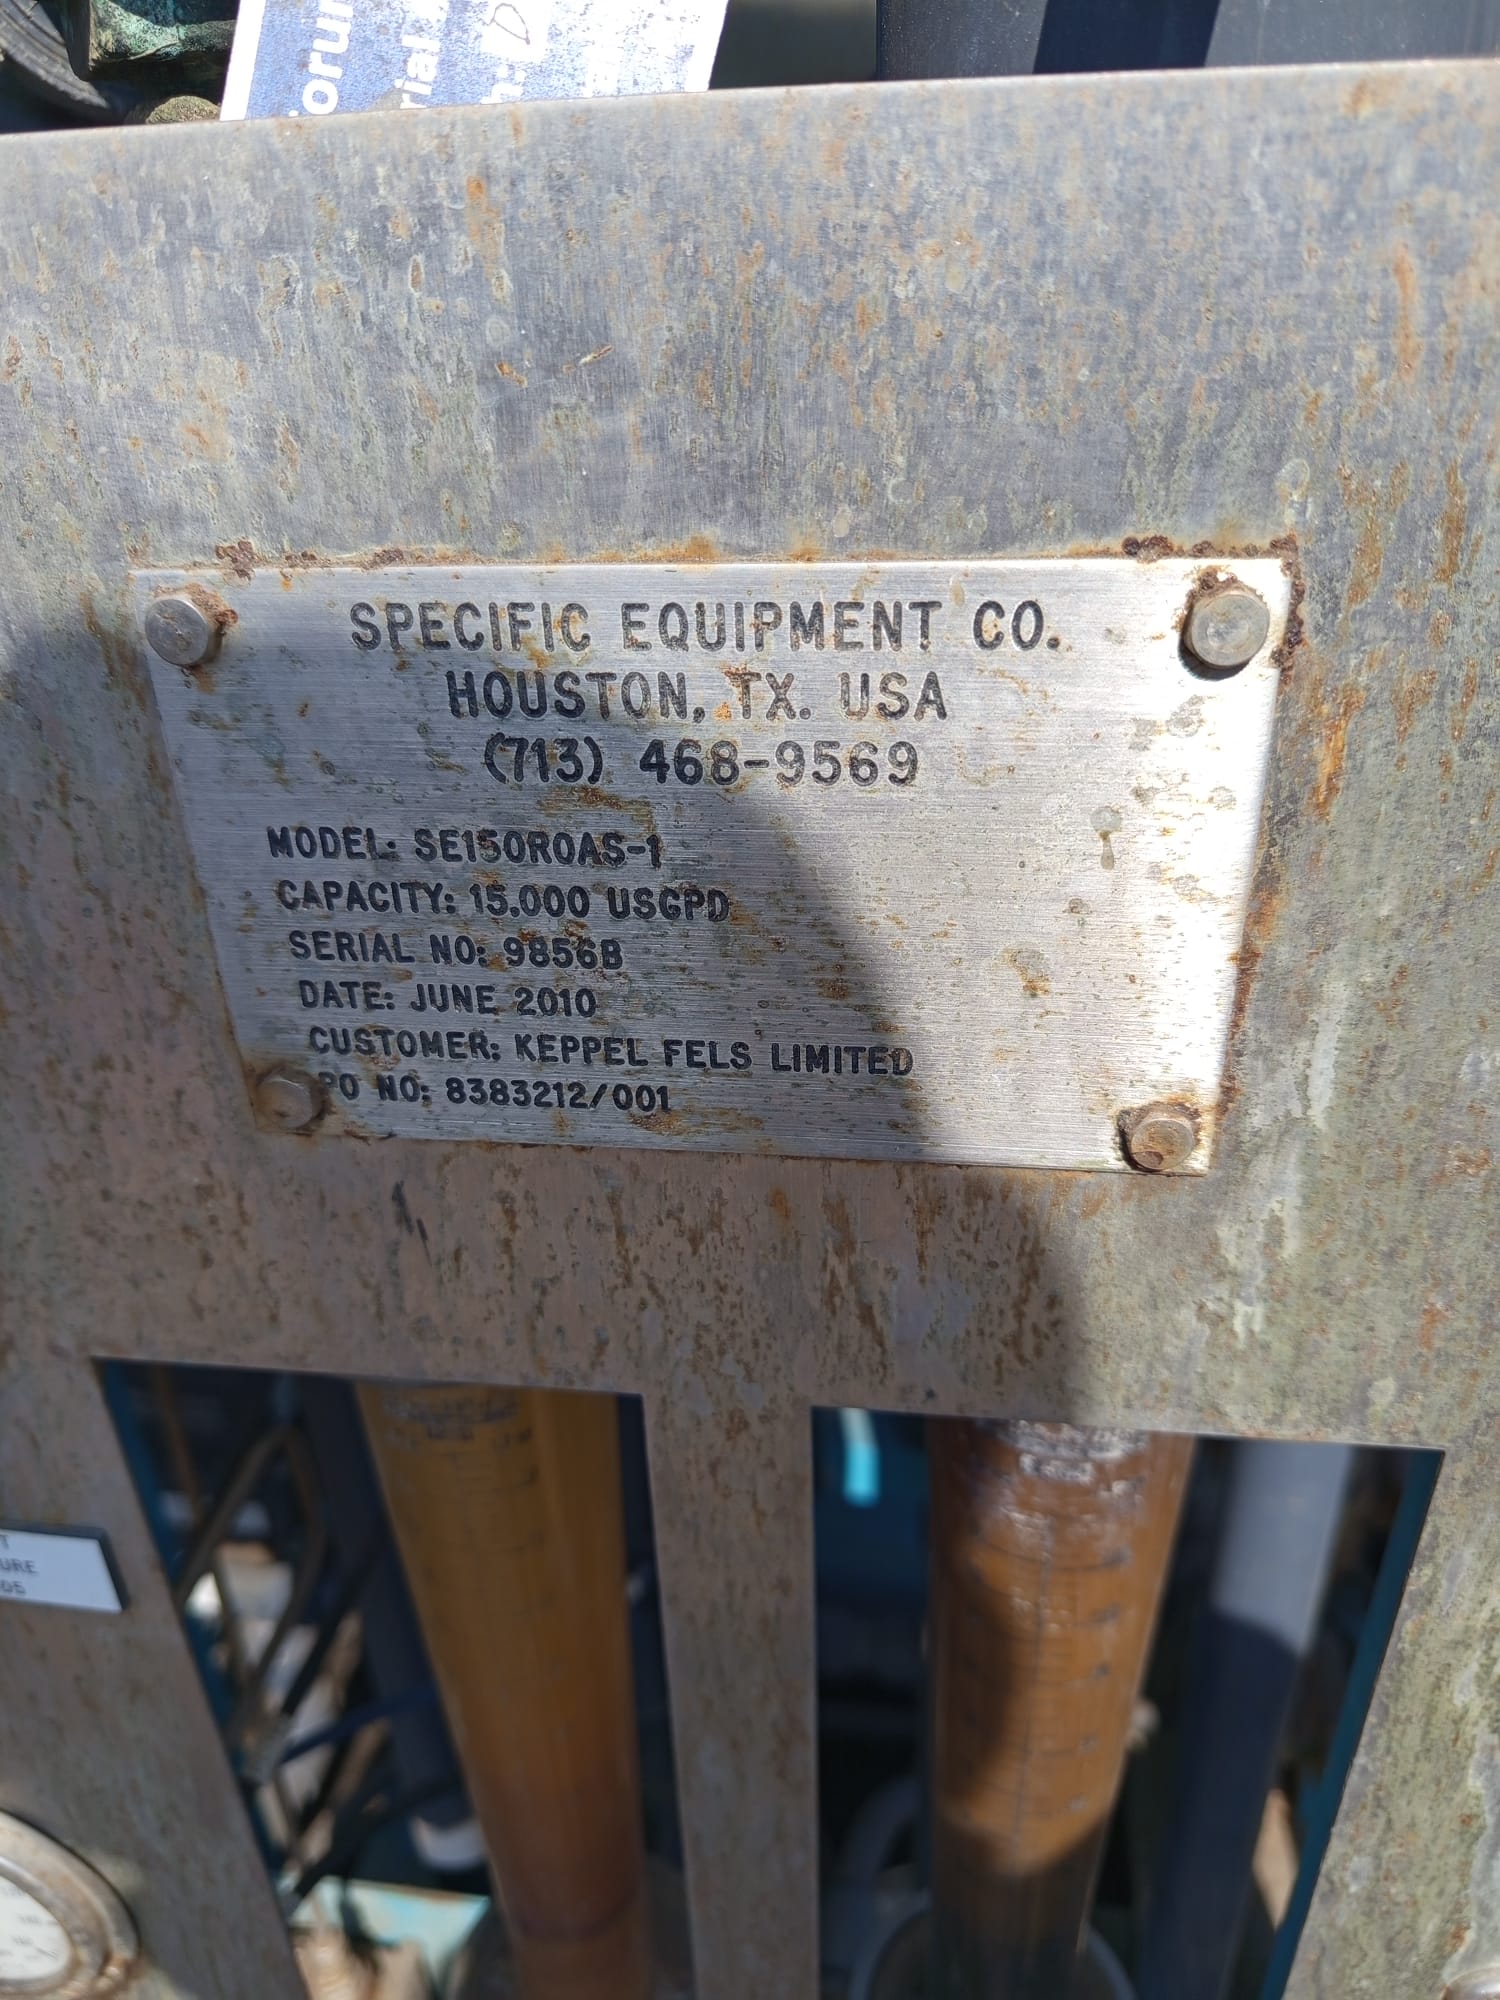 SPECIFIC EQUIPMENT CO.
HOUSTON, TX. USA
(713) 468-9569
MODEL: SE150ROAS-1
CAPACITY: 15,000 USGPD
SERIAL NO: 9856B
DATE: JUNE 2010
CUSTOMER: KEPPEL FELS LIMITED
PO NO: 8383212/001